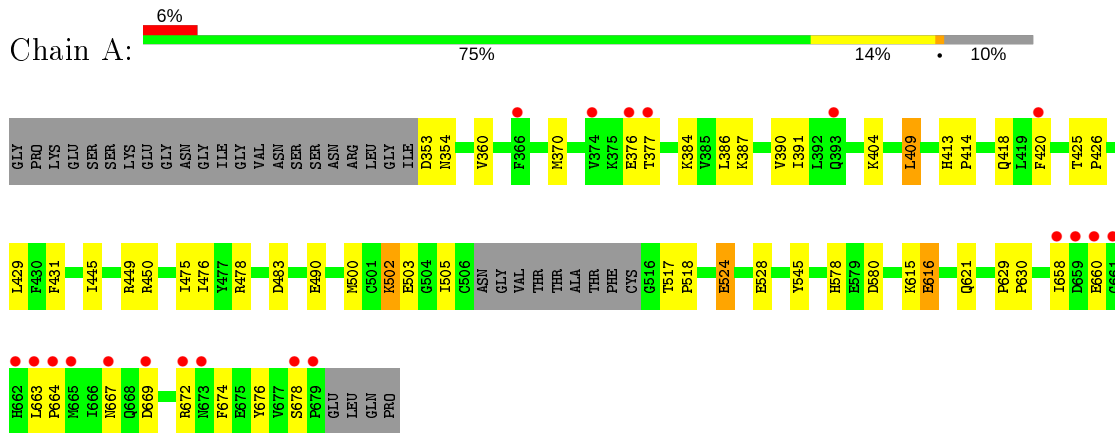 6%
Chain A:
75% 14% • 10%
GLY PRO LYS GLU SER SER LYS GLU GLY ASN GLY ILE GLY VAL ASN SER SER ASN ARG LEU GLY ILE D353 N354 V360 F366 M370 V374 K375 E376 T377 K384 V385 L386 K387 V390 I391 L392 Q393 K404 L409 H413 P414 Q418 L419 F420 T425 P426
L429 F430 F431 I445 R449 R450 I475 I476 Y477 R478 D483 E490 M500 C501 K502 E503 G504 I505 C506 ASN GLY VAL THR THR ALA THR PHE CYS G516 T517 P518 E524 E528 Y545 H578 E579 D580 K615 E616 Q621 P629 P630 I658 D659 E660 G661
H662 L663 P664 M665 I666 N667 Q668 D669 R672 N673 F674 E675 Y676 V677 S678 P679 GLU LEU GLN PRO